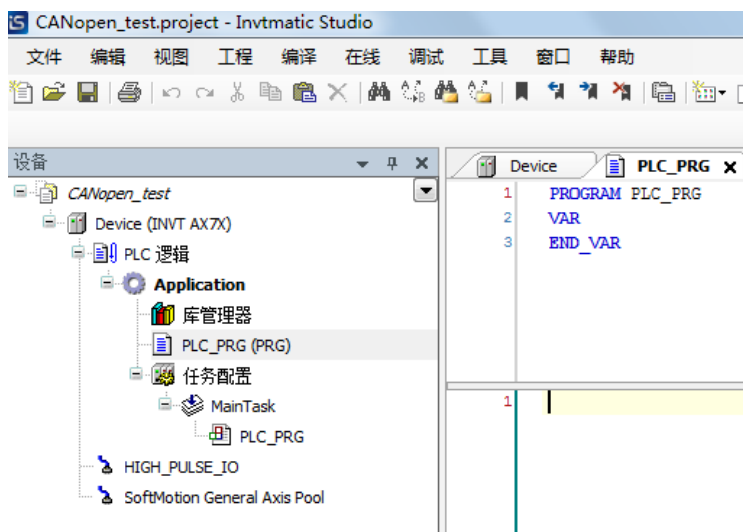 CANopen_test.project - Invtmatic Studio
文件 编辑 视图 工程 编译 在线 调试 工具 窗口 帮助
设备
CANopen_test
Device (INVT AX7X)
PLC 逻辑
Application
库管理器
PLC_PRG (PRG)
任务配置
MainTask
PLC_PRG
HIGH_PULSE_IO
SoftMotion General Axis Pool
Device PLC_PRG
1 PROGRAM PLC_PRG
2 VAR
3 END_VAR
1